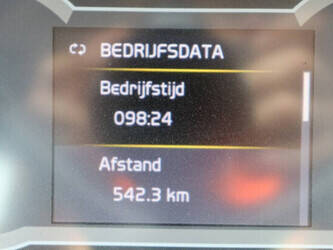 BEDRIJFSDATA
Bedrijfstijd
098:24
Afstand
542.3 km